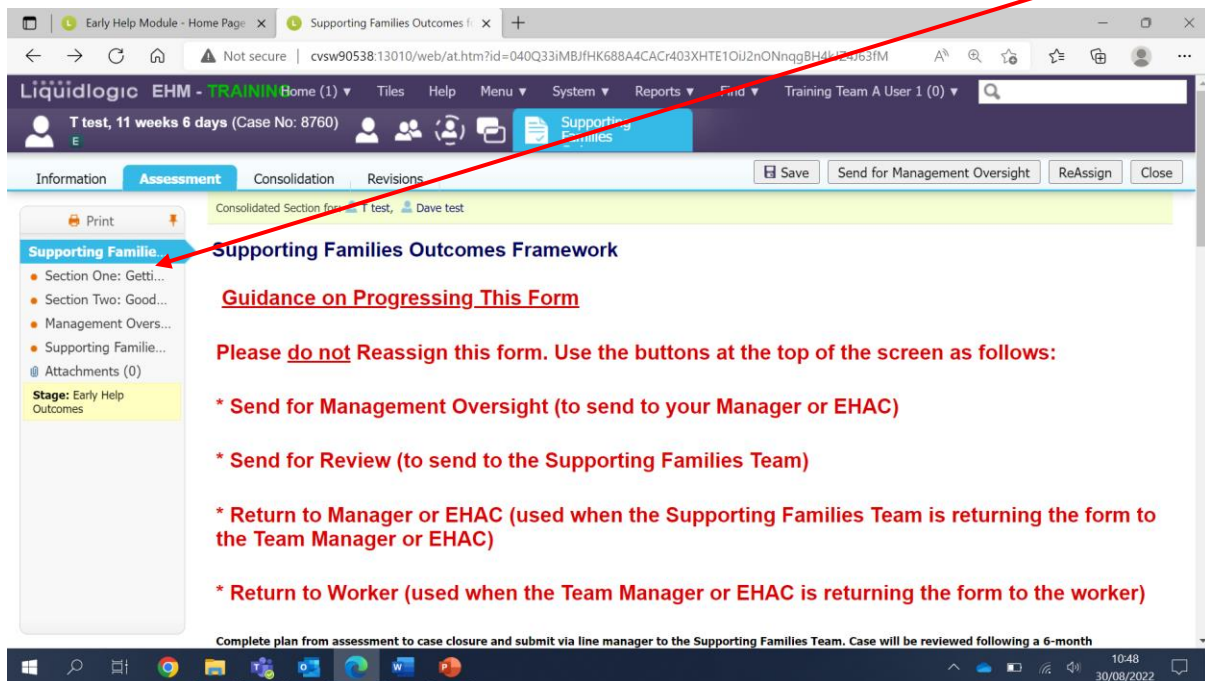 Early Help Module - Home Page
Supporting Families Outcomes f
Not secure | cvsw90538:13010/web/at.htm?id=
Liquidlogic EHM - TRAINING
Home (1) Tiles Help Menu System Reports Find Training Team A User 1 (0)
T test, 11 weeks 6 days (Case No: 8760)
E
Supporting
Families
Information Assessment Consolidation Revisions
Save Send for Management Oversight ReAssign Close
Print
Consolidated Section for: T test, Dave test
Supporting Familie...
Section One: Getti...
Section Two: Good...
Management Overs...
Supporting Familie...
Attachments (0)
Stage: Early Help
Outcomes
Supporting Families Outcomes Framework
Guidance on Progressing This Form
Please do not Reassign this form. Use the buttons at the top of the screen as follows:
* Send for Management Oversight (to send to your Manager or EHAC)
* Send for Review (to send to the Supporting Families Team)
* Return to Manager or EHAC (used when the Supporting Families Team is returning the form to
the Team Manager or EHAC)
* Return to Worker (used when the Team Manager or EHAC is returning the form to the worker)
Complete plan from assessment to case closure and submit via line manager to the Supporting Families Team. Case will be reviewed following a 6-month
10:48
30/08/2022